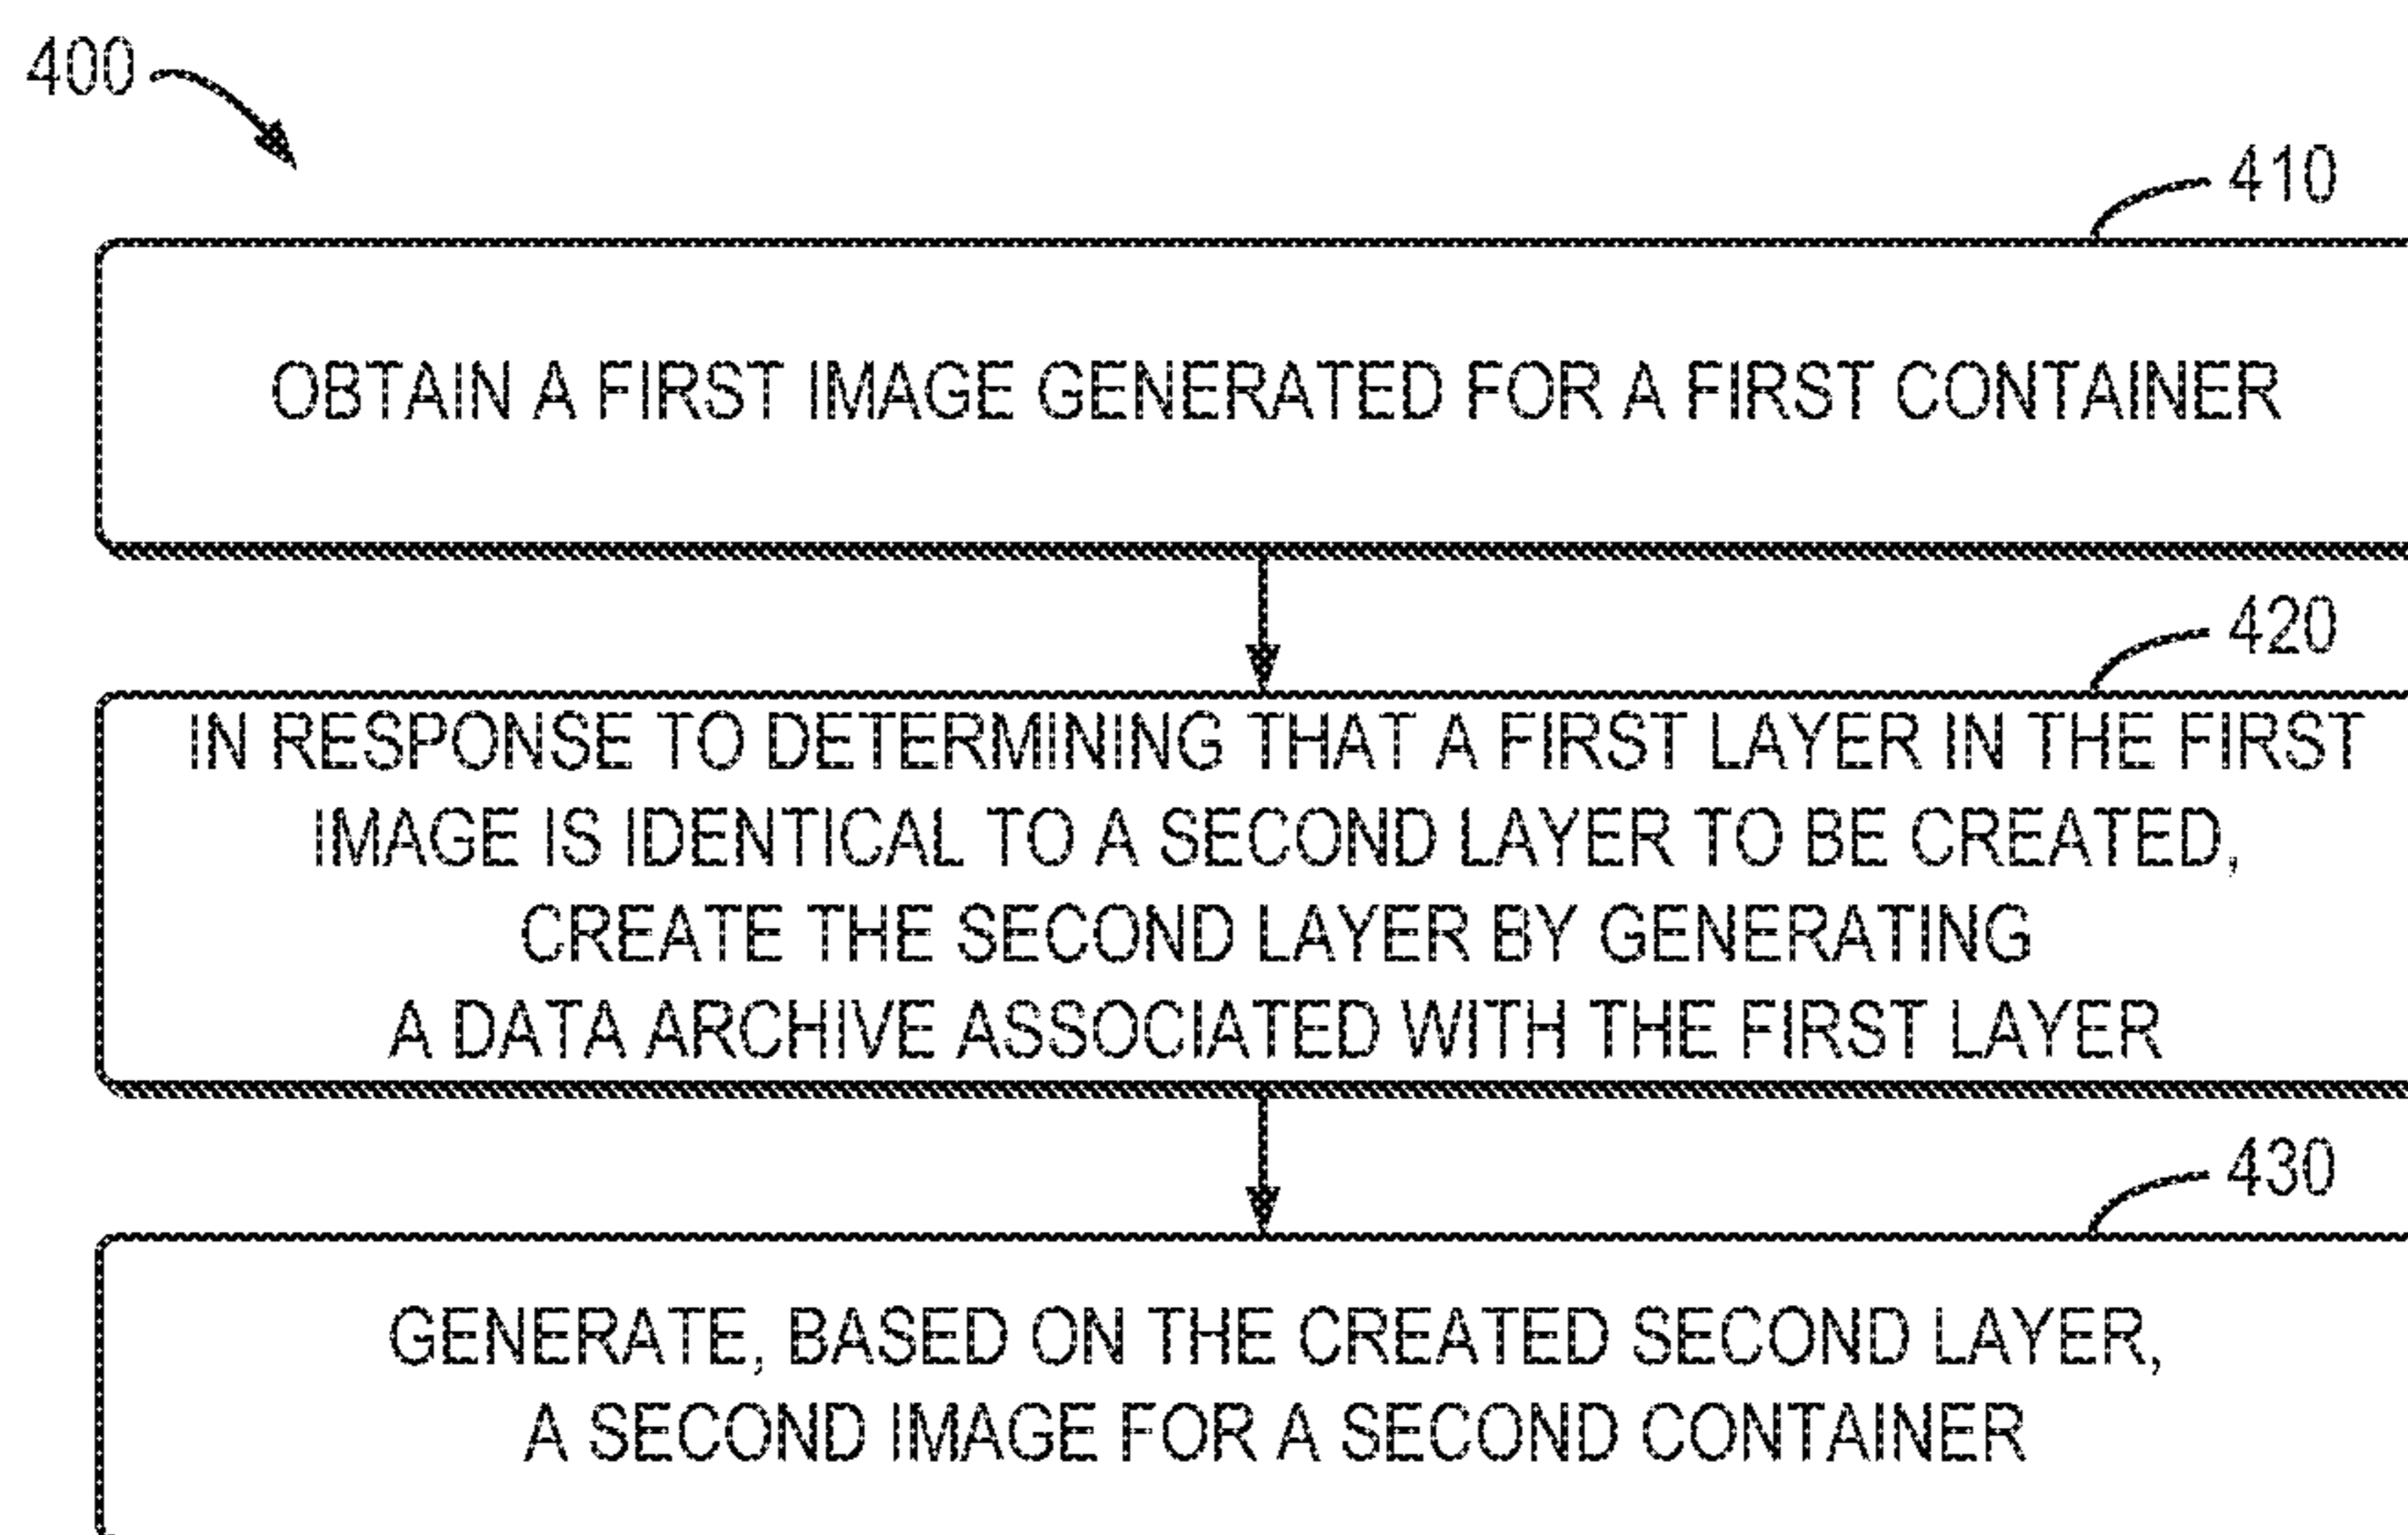 400
410
OBTAIN A FIRST IMAGE GENERATED FOR A FIRST CONTAINER
420
IN RESPONSE TO DETERMINING THAT A FIRST LAYER IN THE FIRST
IMAGE IS IDENTICAL TO A SECOND LAYER TO BE CREATED,
CREATE THE SECOND LAYER BY GENERATING
A DATA ARCHIVE ASSOCIATED WITH THE FIRST LAYER
430
GENERATE, BASED ON THE CREATED SECOND LAYER,
A SECOND IMAGE FOR A SECOND CONTAINER